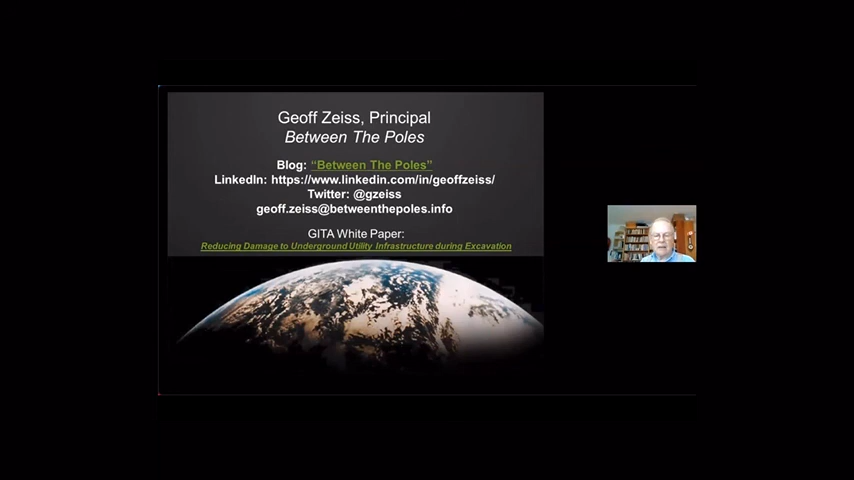 Geoff Zeiss, Principal
Between The Poles
Blog: “Between The Poles”
LinkedIn: https://www.linkedin.com/in/geoffzeiss/
Twitter: @gzeiss
geoff.zeiss@betweenthepoles.info
GITA White Paper:
Reducing Damage to Underground Utility Infrastructure during Excavation